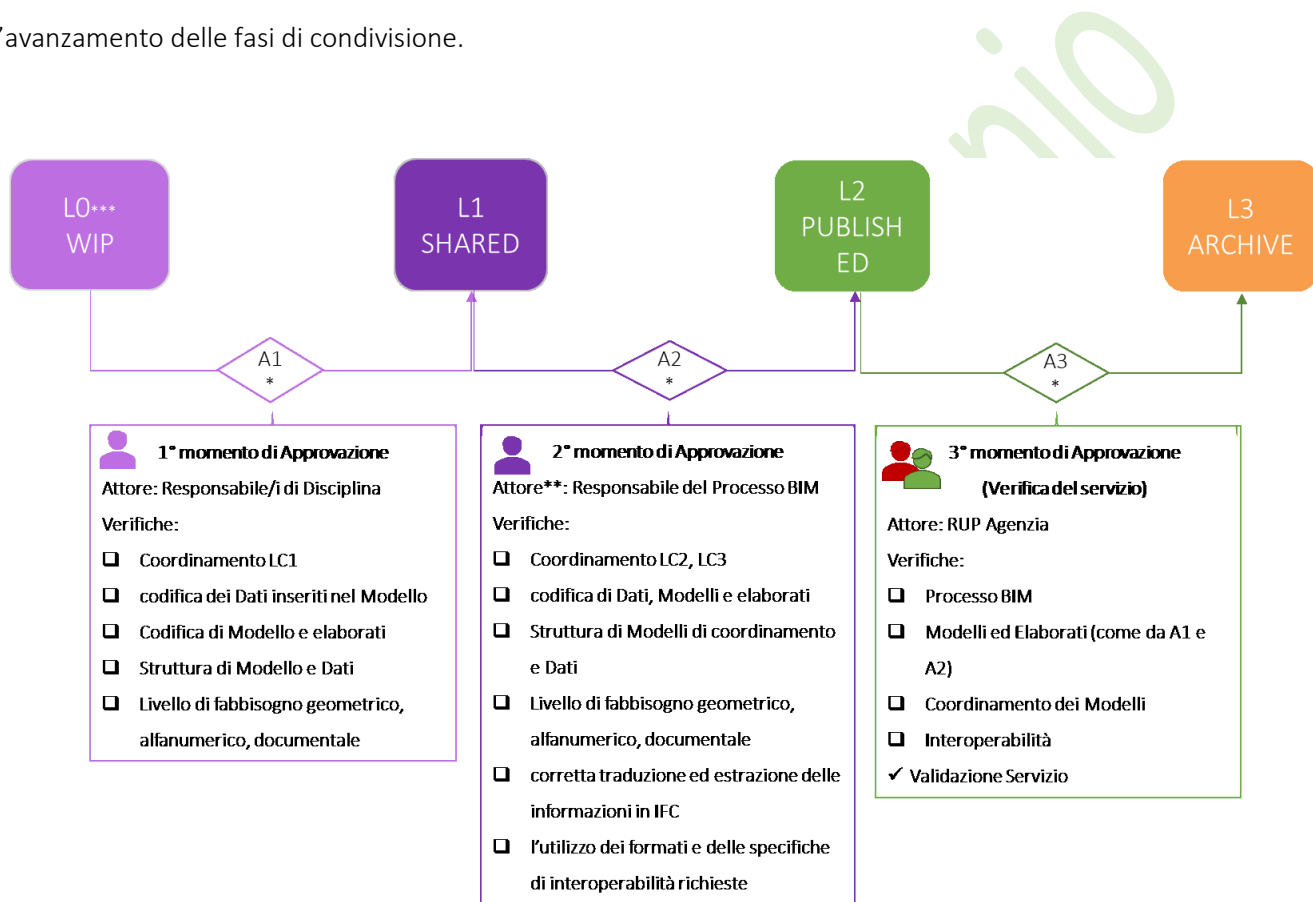 ’avanzamento delle fasi di condivisione.
L0***
WIP
L1
SHARED
L2
PUBLISH
ED
L3
ARCHIVE
A1
*
A2
*
A3
*
1° momento di Approvazione
Attore: Responsabile/i di Disciplina
Verifiche:
❑ Coordinamento LC1
❑ codifica dei Dati inseriti nel Modello
❑ Codifica di Modello e elaborati
❑ Struttura di Modello e Dati
❑ Livello di fabbisogno geometrico,
alfanumerico, documentale
2° momento di Approvazione
Attore**: Responsabile del Processo BIM
Verifiche:
❑ Coordinamento LC2, LC3
❑ codifica di Dati, Modelli e elaborati
❑ Struttura di Modelli di coordinamento
e Dati
❑ Livello di fabbisogno geometrico,
alfanumerico, documentale
❑ corretta traduzione ed estrazione delle
informazioni in IFC
❑ l’utilizzo dei formati e delle specifiche
di interoperabilità richieste
3° momento di Approvazione
(Verifica del servizio)
Attore: RUP Agenzia
Verifiche:
❑ Processo BIM
❑ Modelli ed Elaborati (come da A1 e
A2)
❑ Coordinamento dei Modelli
❑ Interoperabilità
✓ Validazione Servizio